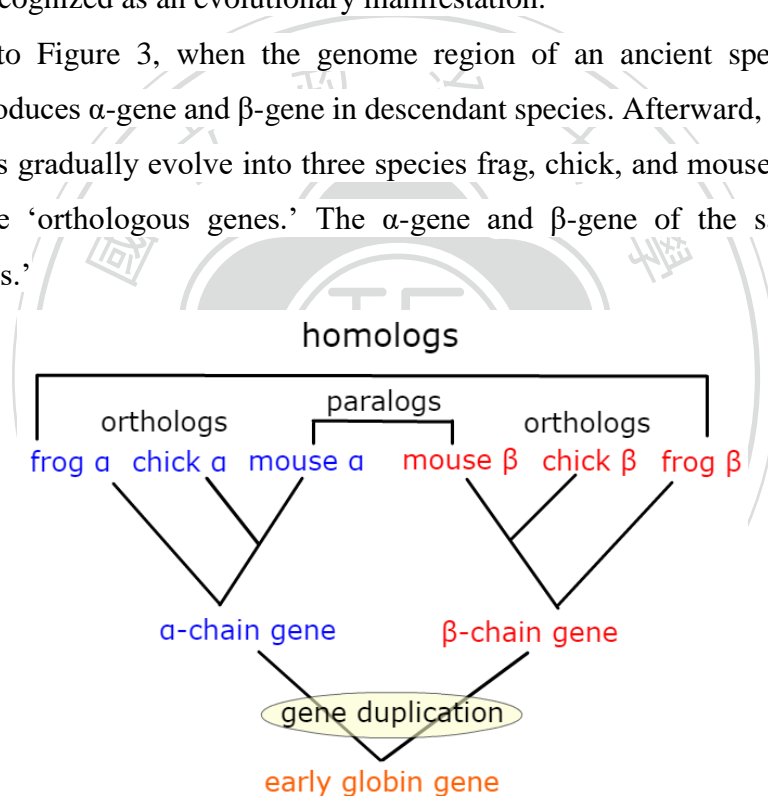 cognized as an evolutionary manifestation.
to Figure 3, when the genome region of an ancient spe
oduces α-gene and β-gene in descendant species. Afterward,
s gradually evolve into three species frag, chick, and mouse
e ‘orthologous genes.’ The α-gene and β-gene of the s
s.’
homologs
paralogs
orthologs orthologs
frog α chick α mouse α mouse β chick β frog β
α-chain gene β-chain gene
gene duplication
early globin gene